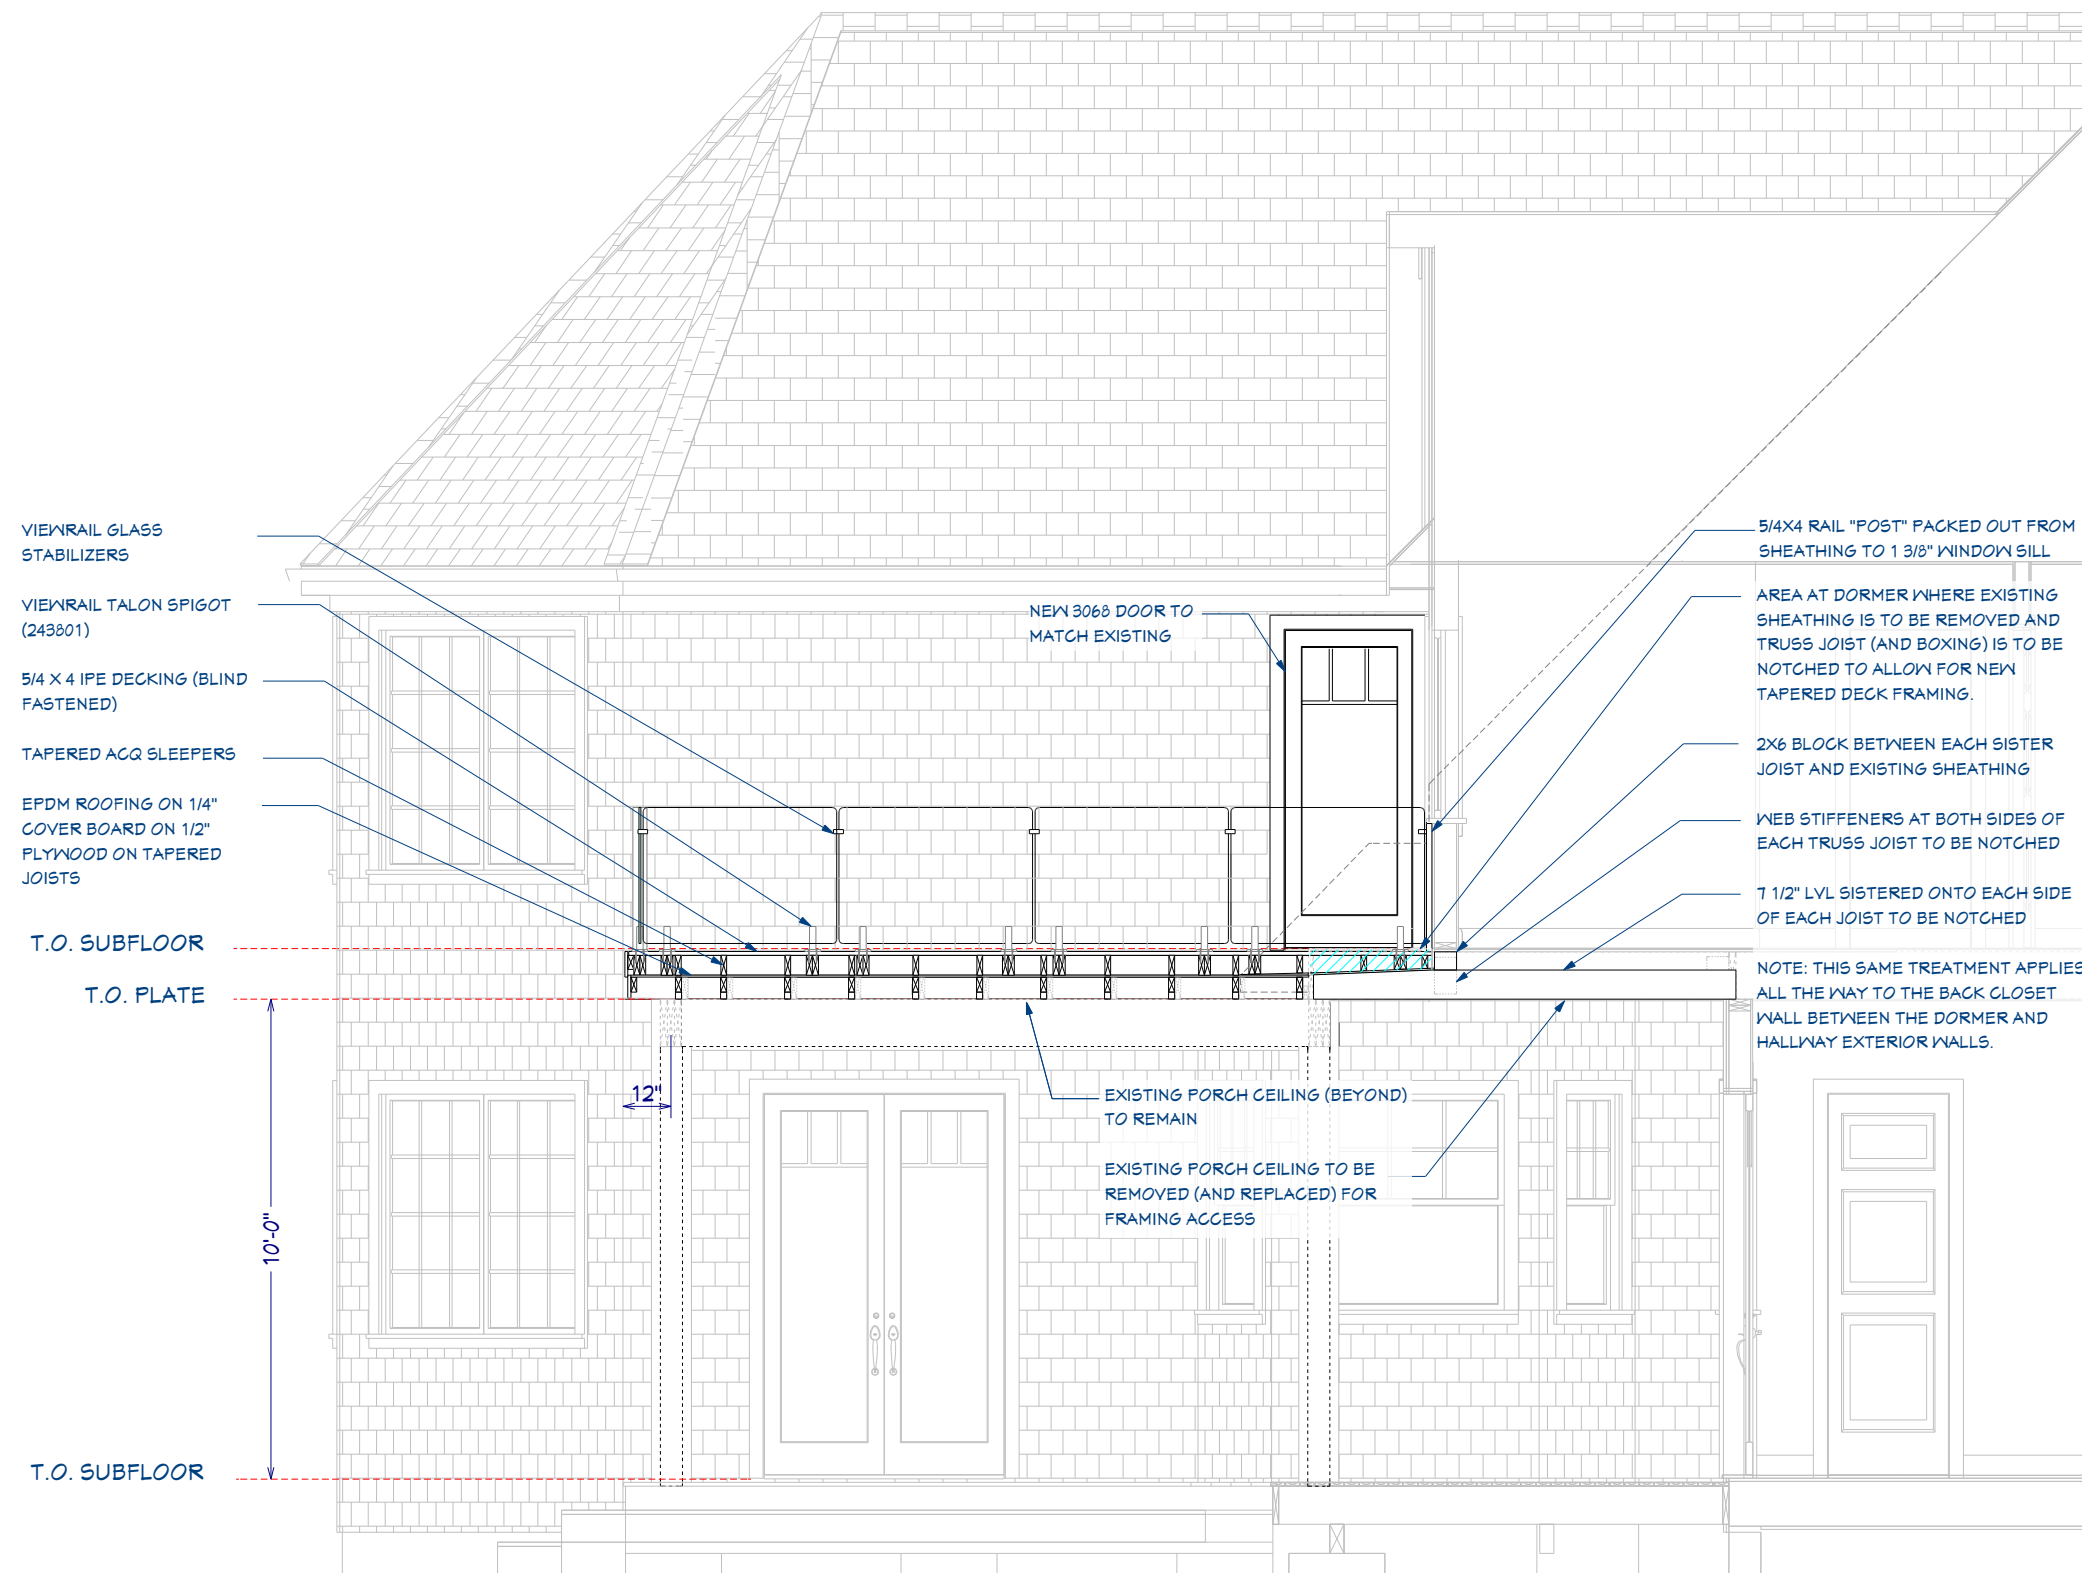 VIEWRAIL GLASS
STABILIZERS
VIEWRAIL TALON SPIGOT
(243801)
5/4 X 4 IPE DECKING (BLIND
FASTENED)
TAPERED ACQ SLEEPERS
EPDM ROOFING ON 1/4"
COVER BOARD ON 1/2"
PLYWOOD ON TAPERED
JOISTS
T.O. SUBFLOOR
T.O. PLATE
10'-0"
T.O. SUBFLOOR
12"
NEW 3068 DOOR TO
MATCH EXISTING
EXISTING PORCH CEILING (BEYOND)
TO REMAIN
EXISTING PORCH CEILING TO BE
REMOVED (AND REPLACED) FOR
FRAMING ACCESS
5/4X4 RAIL "POST" PACKED OUT FROM
SHEATHING TO 1 3/8" WINDOW SILL
AREA AT DORMER WHERE EXISTING
SHEATHING IS TO BE REMOVED AND
TRUSS JOIST (AND BOXING) IS TO BE
NOTCHED TO ALLOW FOR NEW
TAPERED DECK FRAMING.
2X6 BLOCK BETWEEN EACH SISTER
JOIST AND EXISTING SHEATHING
WEB STIFFENERS AT BOTH SIDES OF
EACH TRUSS JOIST TO BE NOTCHED
7 1/2" LVL SISTERED ONTO EACH SIDE
OF EACH JOIST TO BE NOTCHED
NOTE: THIS SAME TREATMENT APPLIES
ALL THE WAY TO THE BACK CLOSET
WALL BETWEEN THE DORMER AND
HALLWAY EXTERIOR WALLS.